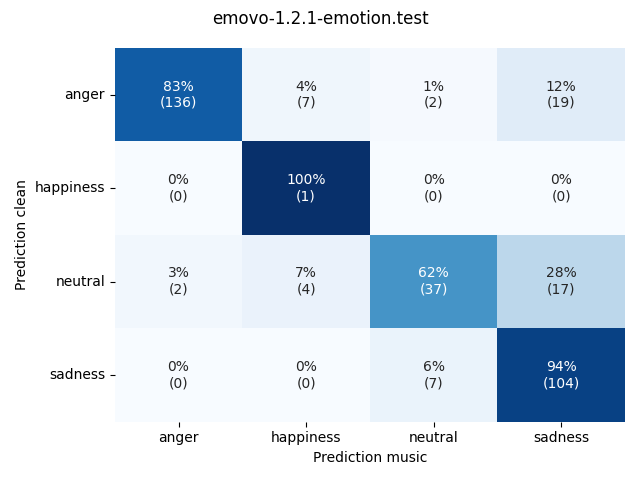 emovo-1.2.1-emotion.test
Prediction clean
anger
83%
(136)
4%
(7)
1%
(2)
12%
(19)
happiness
0%
(0)
100%
(1)
0%
(0)
0%
(0)
neutral
3%
(2)
7%
(4)
62%
(37)
28%
(17)
sadness
0%
(0)
0%
(0)
6%
(7)
94%
(104)
anger
happiness
neutral
sadness
Prediction music